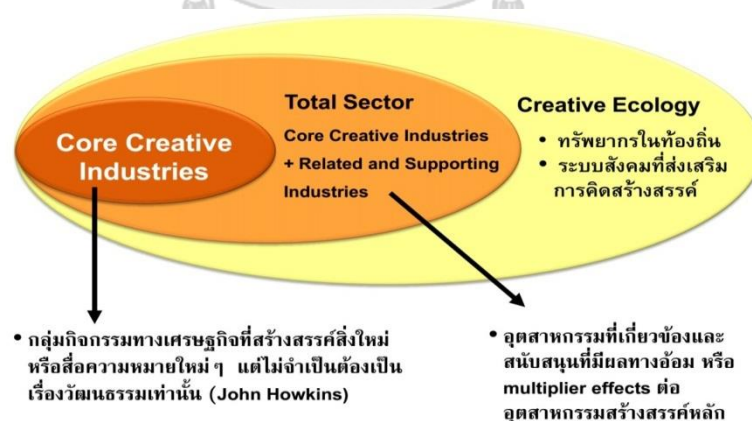 Core Creative
Industries
Total Sector
Core Creative Industries
+ Related and Supporting
Industries
Creative Ecology
• ทรัพยากรในท้องถิ่น
• ระบบสังคมที่ส่งเสริม
การคิดสร้างสรรค์
• กลุ่มกิจกรรมทางเศรษฐกิจที่สร้างสรรค์สิ่งใหม่
หรือสื่อความหมายใหม่ ๆ แต่ไม่จำเป็นต้องเป็น
เรื่องวัฒนธรรมเท่านั้น (John Howkins)
• อุตสาหกรรมที่เกี่ยวข้องและ
สนับสนุนที่มีผลทางอ้อม หรือ
multiplier effects ต่อ
อุตสาหกรรมสร้างสรรค์หลัก